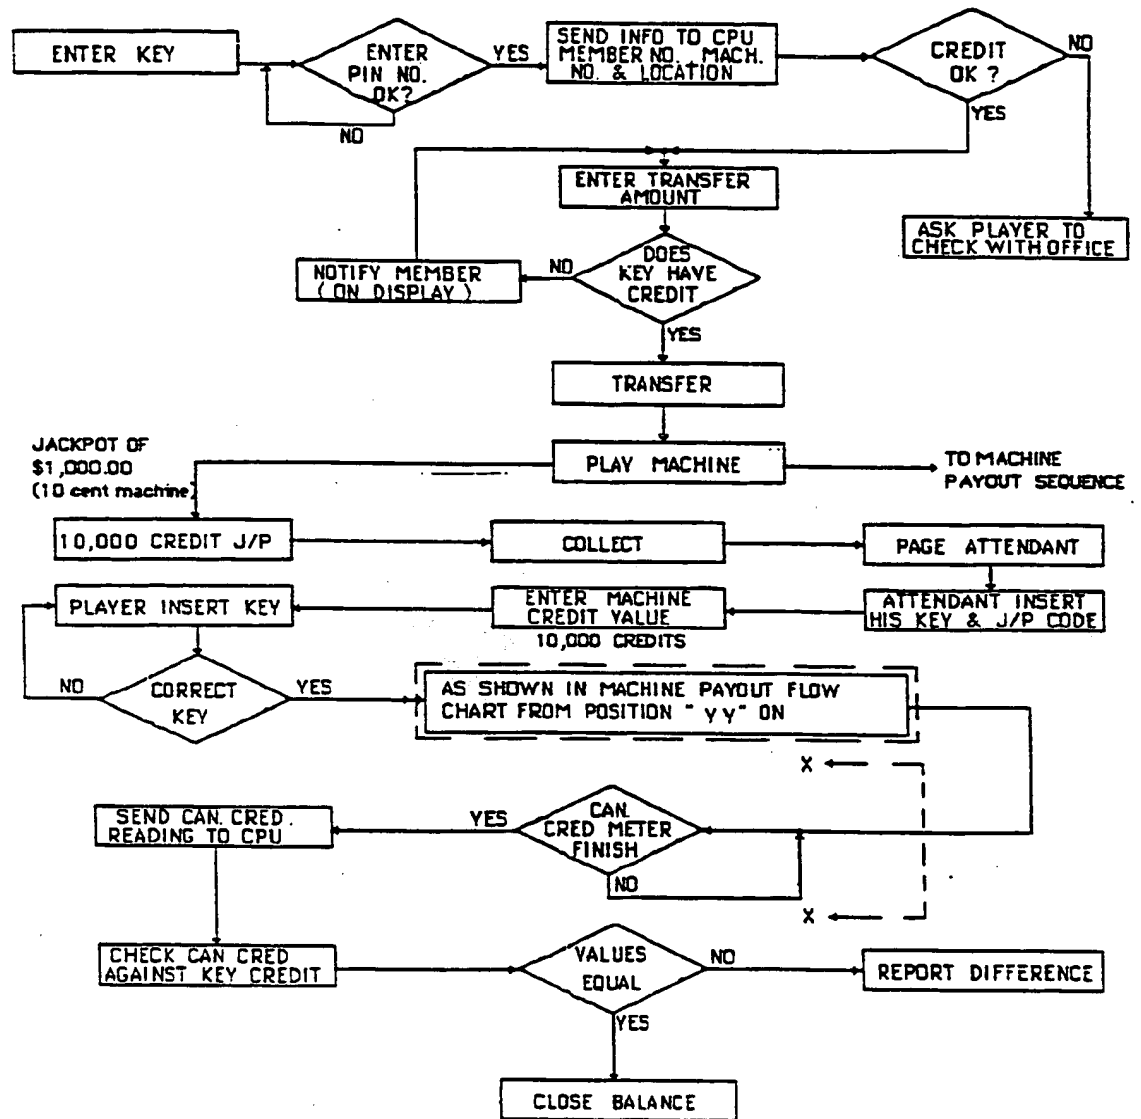 ENTER KEY
ENTER
PIN NO.
OK?
YES
NO
SEND INFO TO CPU
MEMBER NO. MACH.
NO. & LOCATION
CREDIT
OK ?
NO
YES
ENTER TRANSFER
AMOUNT
ASK PLAYER TO
CHECK WITH OFFICE
DOES
KEY HAVE
CREDIT
NO
NOTIFY MEMBER
( ON DISPLAY )
YES
TRANSFER
PLAY MACHINE
TO MACHINE
PAYOUT SEQUENCE
JACKPOT OF
$1,000.00
(10 cent machine)
10,000 CREDIT J/P
COLLECT
PAGE ATTENDANT
ATTENDANT INSERT
HIS KEY & J/P CODE
ENTER MACHINE
CREDIT VALUE
10,000 CREDITS
PLAYER INSERT KEY
CORRECT
KEY
NO
YES
AS SHOWN IN MACHINE PAYOUT FLOW
CHART FROM POSITION " YY" ON
X
CAN.
CRED METER
FINISH
YES
NO
X
SEND CAN. CRED.
READING TO CPU
CHECK CAN CRED
AGAINST KEY CREDIT
VALUES
EQUAL
NO
REPORT DIFFERENCE
YES
CLOSE BALANCE